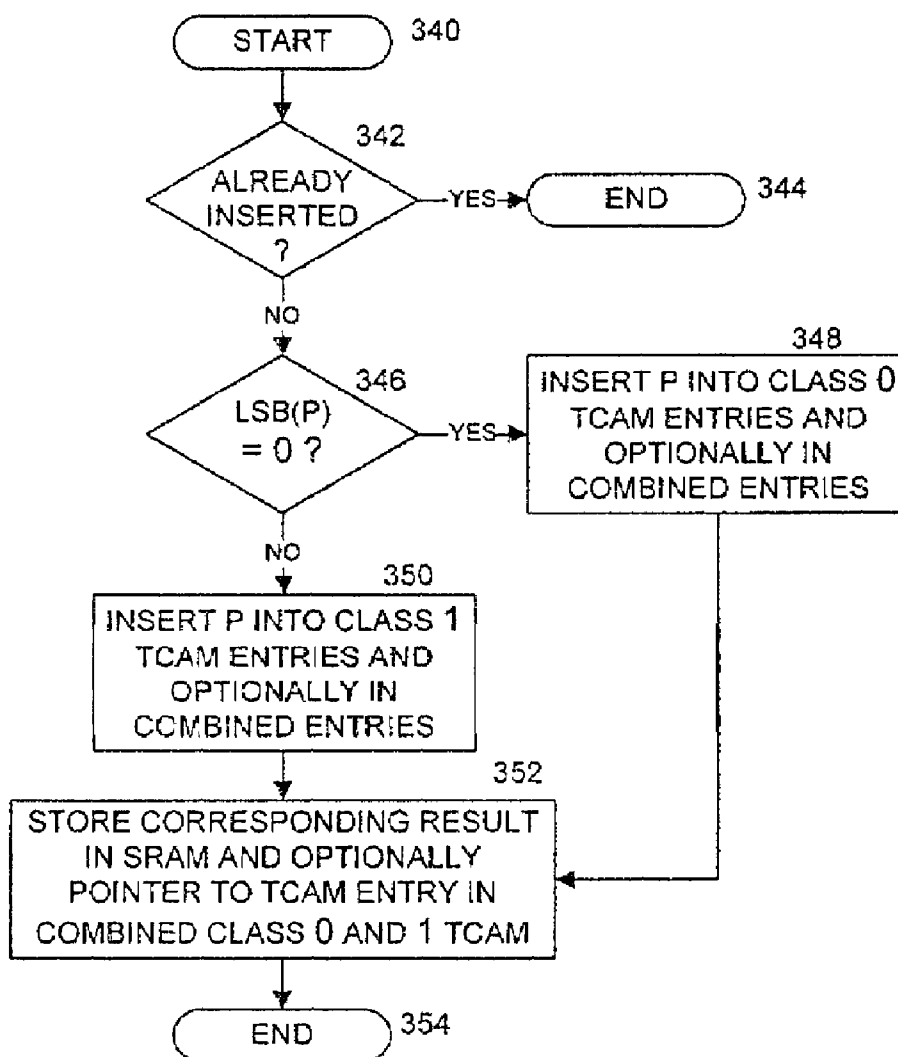 START
340
342
ALREADY
INSERTED
?
YES
END
344
NO
346
LSB(P)
= 0 ?
YES
348
INSERT P INTO CLASS 0
TCAM ENTRIES AND
OPTIONALLY IN
COMBINED ENTRIES
NO
350
INSERT P INTO CLASS 1
TCAM ENTRIES AND
OPTIONALLY IN
COMBINED ENTRIES
352
STORE CORRESPONDING RESULT
IN SRAM AND OPTIONALLY
POINTER TO TCAM ENTRY IN
COMBINED CLASS 0 AND 1 TCAM
END
354